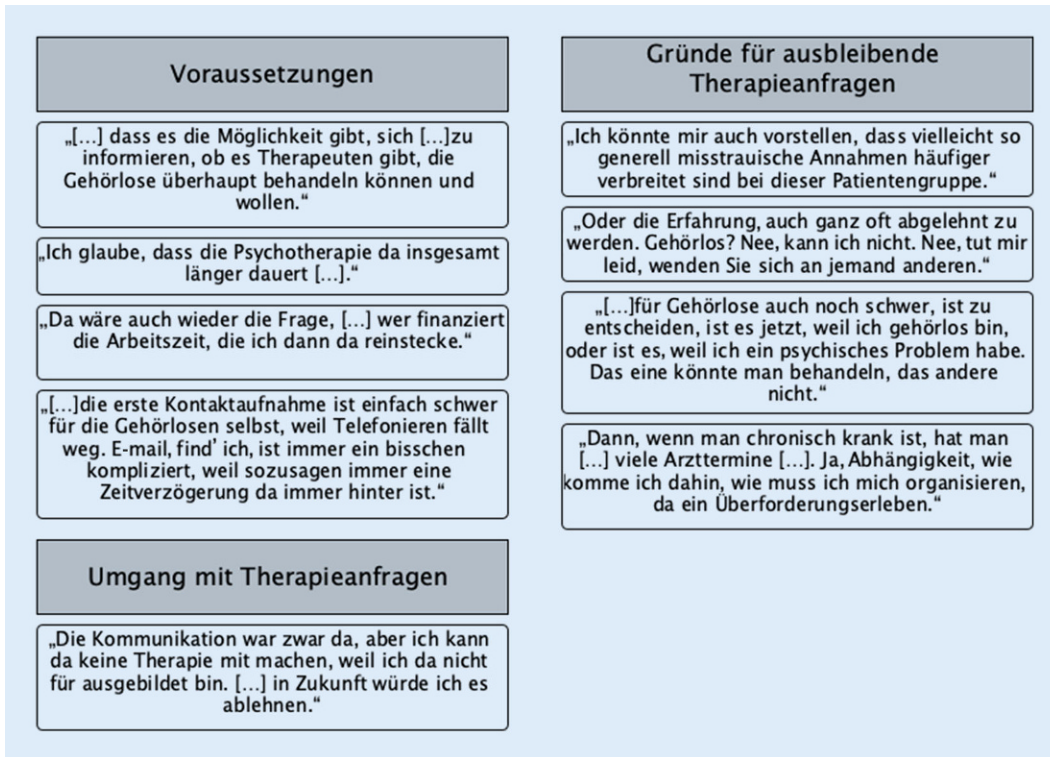 Voraussetzungen
„[…] dass es die Möglichkeit gibt, sich […]zu
informieren, ob es Therapeuten gibt, die
Gehörlose überhaupt behandeln können und
wollen.“
„Ich glaube, dass die Psychotherapie da insgesamt
länger dauert […].“
„Da wäre auch wieder die Frage, […] wer finanziert
die Arbeitszeit, die ich dann da reinstecke.“
„[…]die erste Kontaktaufnahme ist einfach schwer
für die Gehörlosen selbst, weil Telefonieren fällt
weg. E-mail, find’ ich, ist immer ein bisschen
kompliziert, weil sozusagen immer eine
Zeitverzögerung da immer hinter ist.“
Umgang mit Therapieanfragen
„Die Kommunikation war zwar da, aber ich kann
da keine Therapie mit machen, weil ich da nicht
für ausgebildet bin. […] in Zukunft würde ich es
ablehnen.“
Gründe für ausbleibende
Therapieanfragen
„Ich könnte mir auch vorstellen, dass vielleicht so
generell misstrauische Annahmen häufiger
verbreitet sind bei dieser Patientengruppe.“
„Oder die Erfahrung, auch ganz oft abgelehnt zu
werden. Gehörlos? Nee, kann ich nicht. Nee, tut mir
leid, wenden Sie sich an jemand anderen.“
„[…]für Gehörlose auch noch schwer, ist zu
entscheiden, ist es jetzt, weil ich gehörlos bin,
oder ist es, weil ich ein psychisches Problem habe.
Das eine könnte man behandeln, das andere
nicht.“
„Dann, wenn man chronisch krank ist, hat man
[…] viele Arzttermine […]. Ja, Abhängigkeit, wie
komme ich dahin, wie muss ich mich organisieren,
da ein Überforderungserleben.“